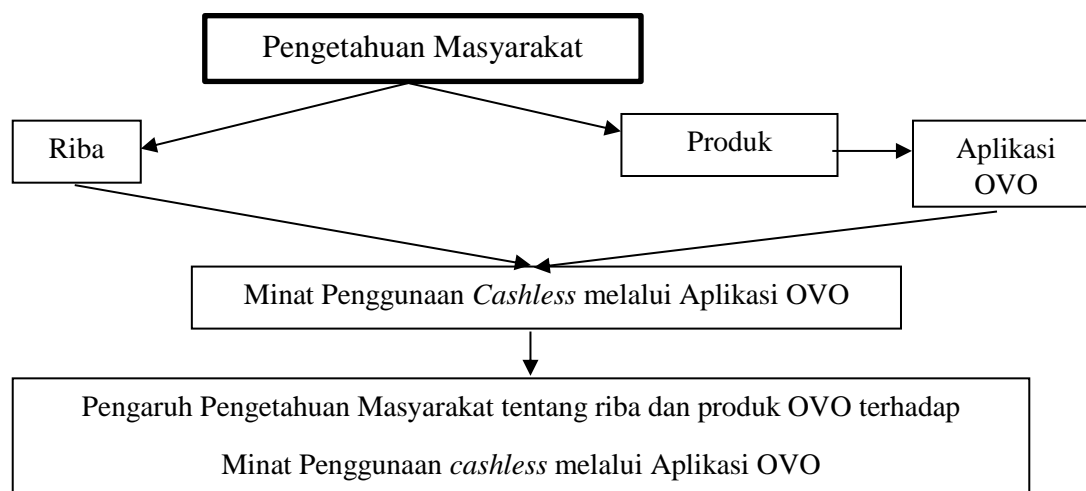 Pengetahuan Masyarakat
Riba
Produk
Aplikasi
OVO
Minat Penggunaan Cashless melalui Aplikasi OVO
Pengaruh Pengetahuan Masyarakat tentang riba dan produk OVO terhadap
Minat Penggunaan cashless melalui Aplikasi OVO